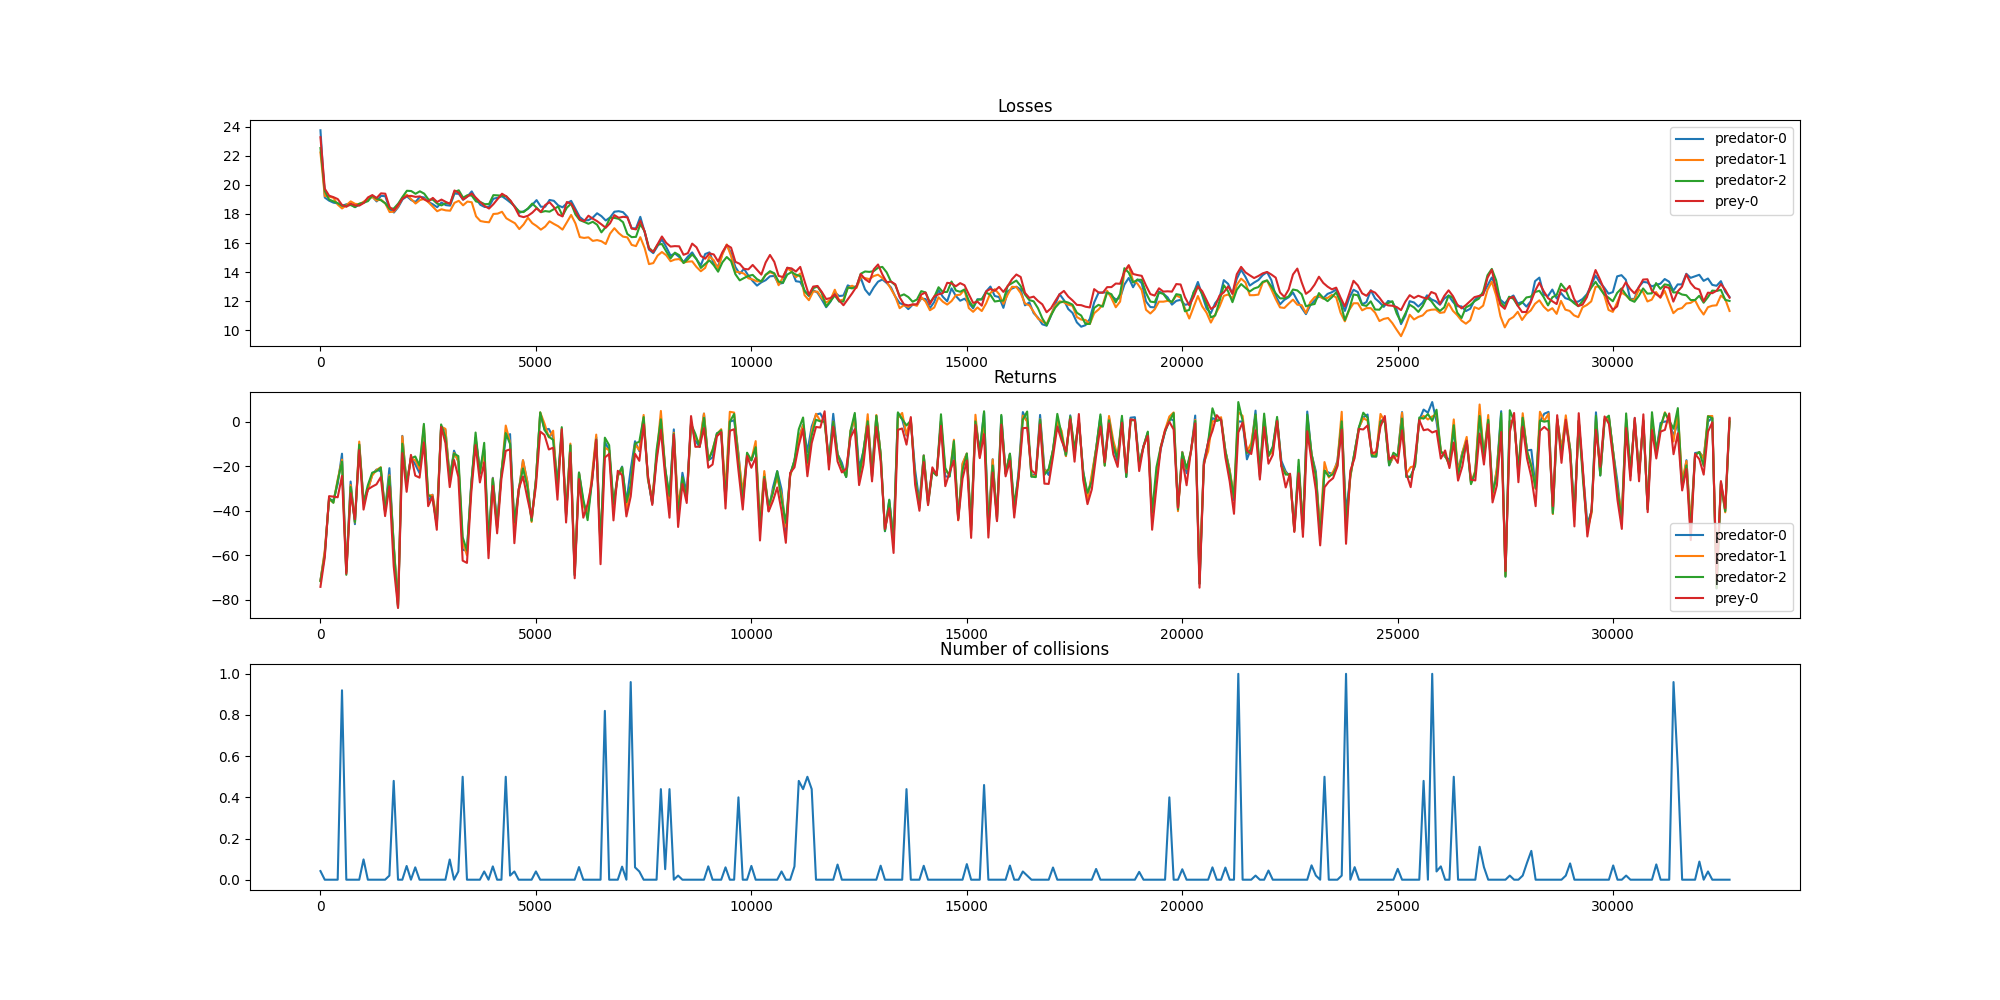 Losses
24
22
20
18
16
14
12
10
predator-0
predator-1
predator-2
prey-0
0 5000 10000 15000 20000 25000 30000
Returns
0
−20
−40
−60
−80
predator-0
predator-1
predator-2
prey-0
0 5000 10000 15000 20000 25000 30000
Number of collisions
1.0
0.8
0.6
0.4
0.2
0.0
0 5000 10000 15000 20000 25000 30000